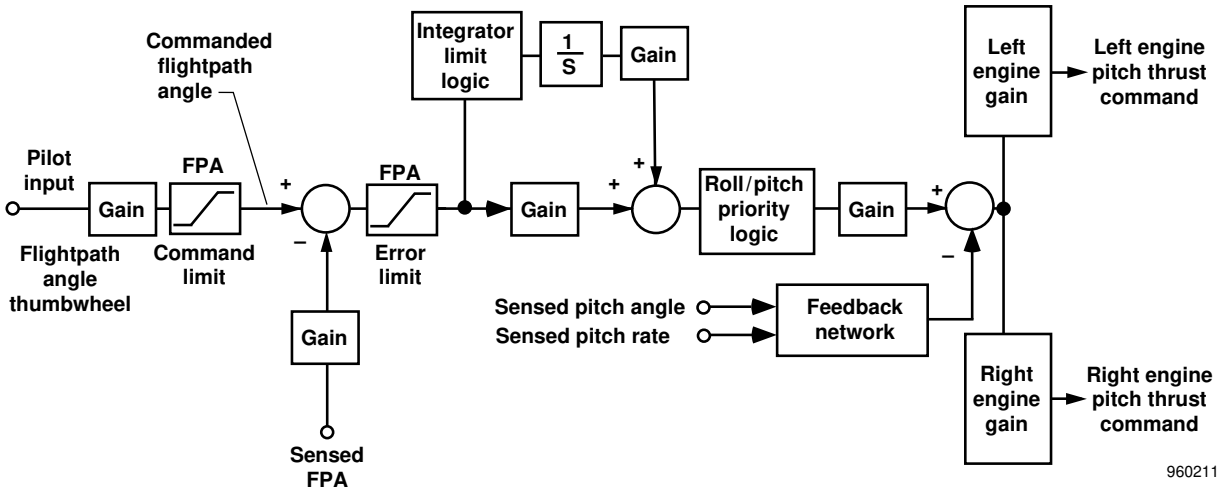 Commanded
flightpath
angle
Integrator
limit
logic
1
S
Gain
Left
engine
gain
Left engine
pitch thrust
command
Pilot
input
Gain
FPA
Command
limit
+
–
FPA
Error
limit
Gain
+
+
Roll/pitch
priority
logic
Gain
+
–
Flightpath
angle
thumbwheel
Gain
Sensed
FPA
Sensed pitch angle
Sensed pitch rate
Feedback
network
Right
engine
gain
Right engine
pitch thrust
command
960211